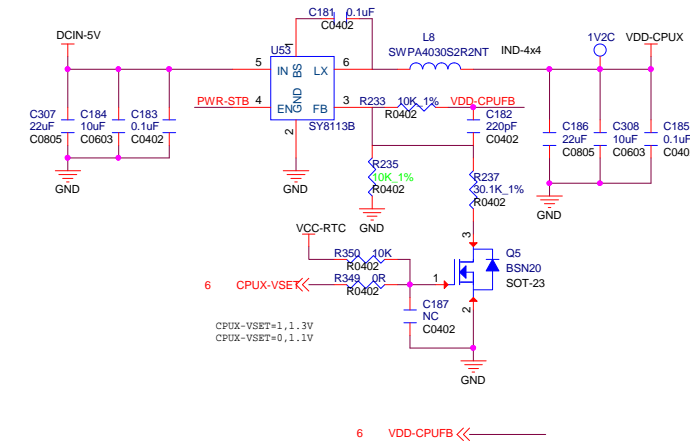 C181 0.1uF
C0402
DCIN-5V
L8
SWPA4030S2R2NT IND-4x4
1V2C VDD-CPUX
U53
1
BS
5 IN LX 6
GND
PWR-STB 4 EN FB 3
2
SY8113B
GND
R233 10K_1%
R0402
VDD-CPUFB
C182
220pF
C0402
C307
22uF
C0805
C184
10uF
C0603
C183
0.1uF
C0402
GND
C186
22uF
C0805
C308
10uF
C0603
C185
0.1uF
C040
GND
R235
10K_1%
R0402
GND
R237
30.1K_1%
R0402
VCC-RTC
R350 10K
R0402
6 CPUX-VSET
R349 0R
R0402
1
3
2
Q5
BSN20
SOT-23
C187
NC
C0402
GND
CPUX-VSET=1,1.3V
CPUX-VSET=0,1.1V
6 VDD-CPUFB